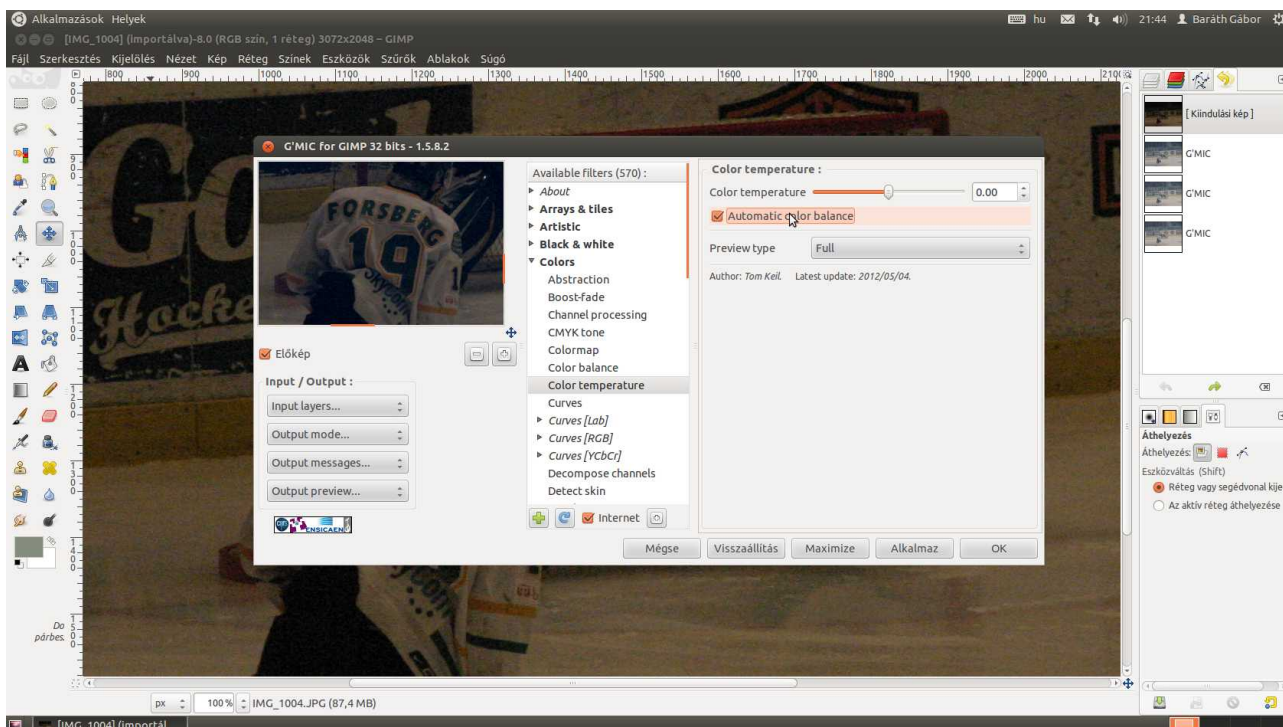 Alkalmazások Helyek
hu
21:44
Baráth Gábor
[IMG_1004] (importálva)-8.0 (RGB szín, 1 réteg) 3072x2048 – GIMP
Fájl Szerkesztés Kijelölés Nézet Kép Réteg Színek Eszközök Szűrők Ablakok Súgó
800 900 1000 1100 1200 1300 1400 1500 1600 1700 1800 1900 2000
[ Kiindulási kép ]
G'MIC
G'MIC
G'MIC
Hockey
G'MIC for GIMP 32 bits - 1.5.8.2
FORSBERG
19
Skycom
Előkép
Input / Output :
Input layers...
Output mode...
Output messages...
Output preview...
ENSICAEN
Available filters (570) :
About
Arrays & tiles
Artistic
Black & white
Colors
Abstraction
Boost-fade
Channel processing
CMYK tone
Colormap
Color balance
Color temperature
Curves
Curves [Lab]
Curves [RGB]
Curves [YCbCr]
Decompose channels
Detect skin
Internet
Color temperature :
Color temperature 0.00
Automatic color balance
Preview type Full
Author: Tom Keil. Latest update: 2012/05/04.
Mégse Visszaállítás Maximize Alkalmaz OK
Áthelyezés
Áthelyezés:
Eszközváltás (Shift)
Réteg vagy segédvonal kije
Az aktív réteg áthelyezése
Do
párbes.
px 100 % IMG_1004.JPG (87,4 MB)
[IMG_1004] (importál...